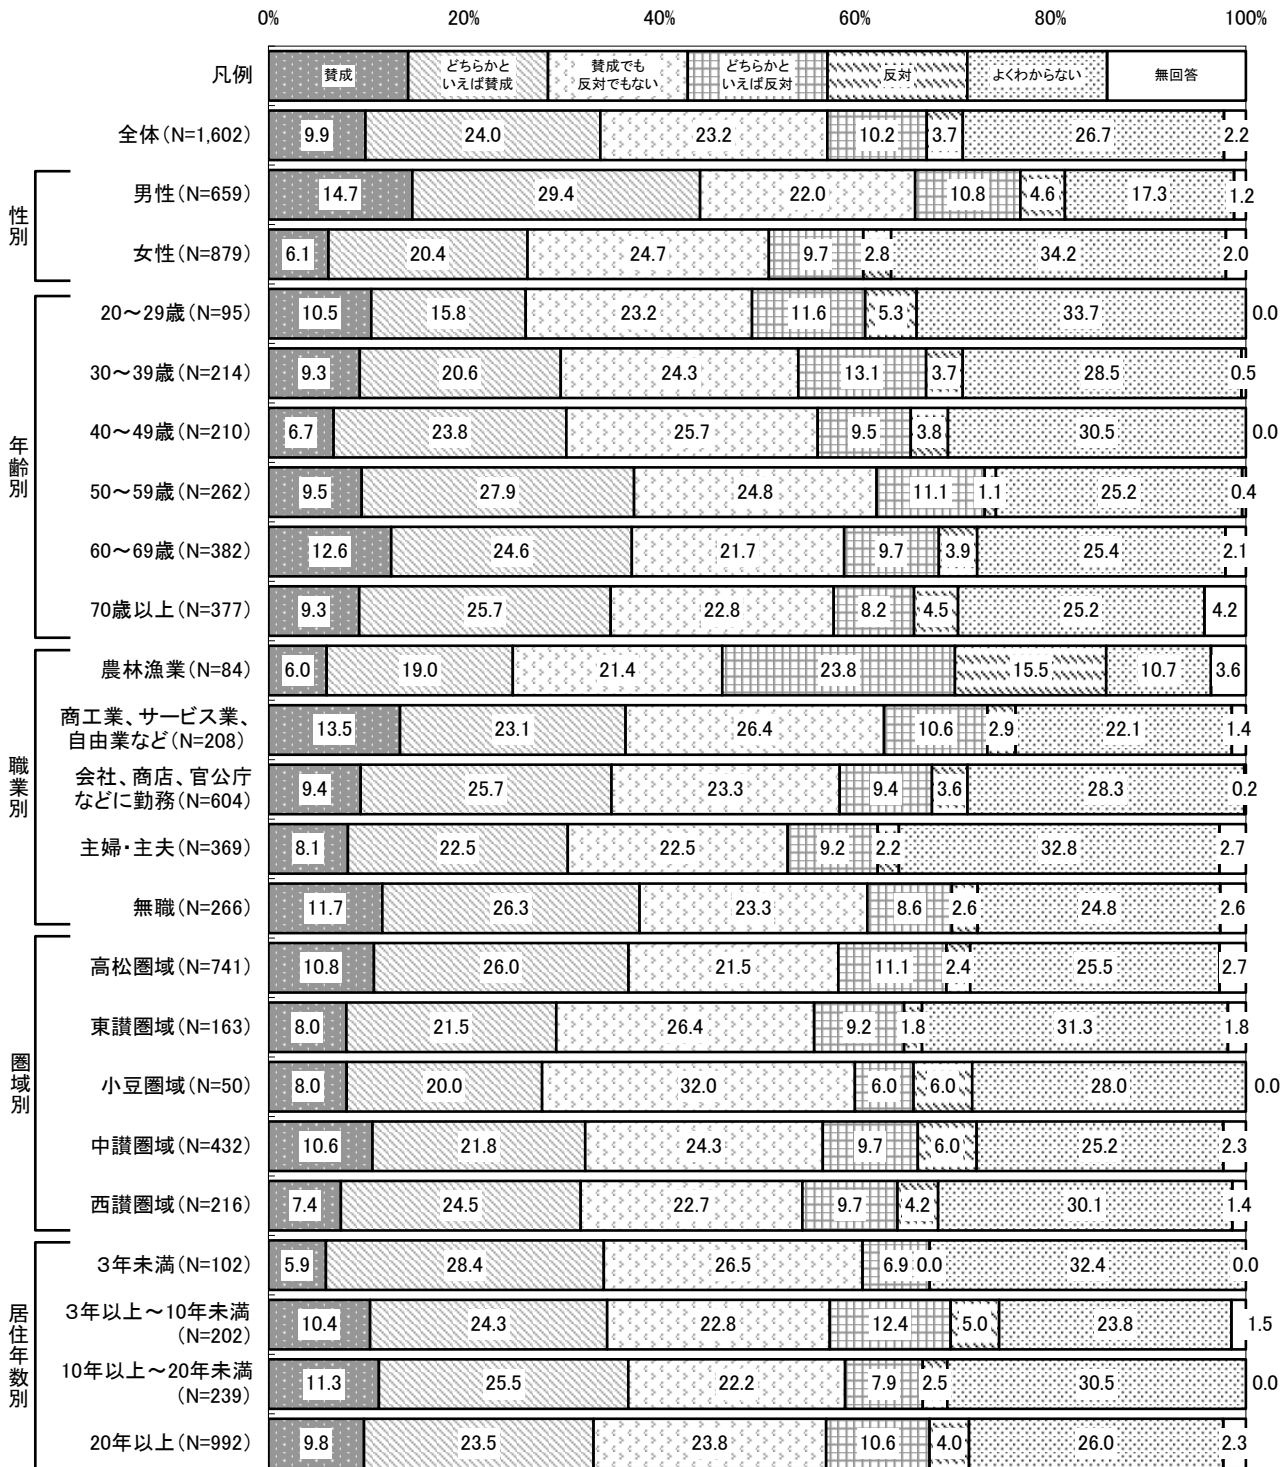 0% 20% 40% 60% 80% 100%
凡例 賛成 どちらかと いえば賛成 賛成でも 反対でもない どちらかと いえば反対 反対 よくわからない 無回答
全体(N=1,602) 9.9 24.0 23.2 10.2 3.7 26.7 2.2
性別
男性(N=659) 14.7 29.4 22.0 10.8 4.6 17.3 1.2
女性(N=879) 6.1 20.4 24.7 9.7 2.8 34.2 2.0
年齢別
20～29歳(N=95) 10.5 15.8 23.2 11.6 5.3 33.7 0.0
30～39歳(N=214) 9.3 20.6 24.3 13.1 3.7 28.5 0.5
40～49歳(N=210) 6.7 23.8 25.7 9.5 3.8 30.5 0.0
50～59歳(N=262) 9.5 27.9 24.8 11.1 1.1 25.2 0.4
60～69歳(N=382) 12.6 24.6 21.7 9.7 3.9 25.4 2.1
70歳以上(N=377) 9.3 25.7 22.8 8.2 4.5 25.2 4.2
職業別
農林漁業(N=84) 6.0 19.0 21.4 23.8 15.5 10.7 3.6
商工業、サービス業、
自由業など(N=208) 13.5 23.1 26.4 10.6 2.9 22.1 1.4
会社、商店、官公庁
などに勤務(N=604) 9.4 25.7 23.3 9.4 3.6 28.3 0.2
主婦・主夫(N=369) 8.1 22.5 22.5 9.2 2.2 32.8 2.7
無職(N=266) 11.7 26.3 23.3 8.6 2.6 24.8 2.6
圏域別
高松圏域(N=741) 10.8 26.0 21.5 11.1 2.4 25.5 2.7
東讃圏域(N=163) 8.0 21.5 26.4 9.2 1.8 31.3 1.8
小豆圏域(N=50) 8.0 20.0 32.0 6.0 6.0 28.0 0.0
中讃圏域(N=432) 10.6 21.8 24.3 9.7 6.0 25.2 2.3
西讃圏域(N=216) 7.4 24.5 22.7 9.7 4.2 30.1 1.4
居住年数別
３年未満(N=102) 5.9 28.4 26.5 6.9 0.0 32.4 0.0
３年以上～10年未満
(N=202) 10.4 24.3 22.8 12.4 5.0 23.8 1.5
10年以上～20年未満
(N=239) 11.3 25.5 22.2 7.9 2.5 30.5 0.0
20年以上(N=992) 9.8 23.5 23.8 10.6 4.0 26.0 2.3